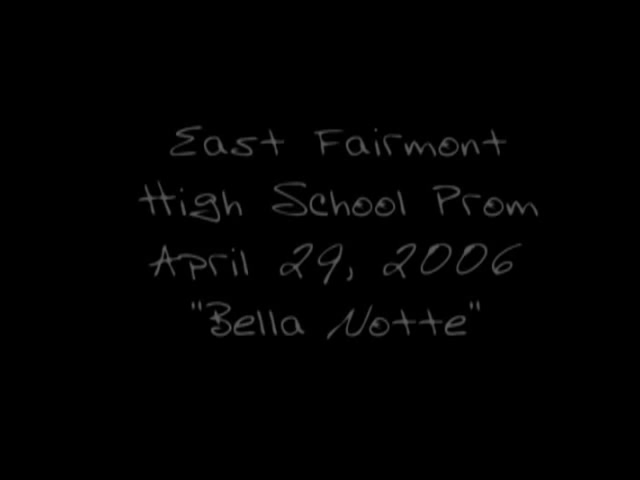 East Fairmont
High School Prom
April 29, 2006
"Bella Notte"